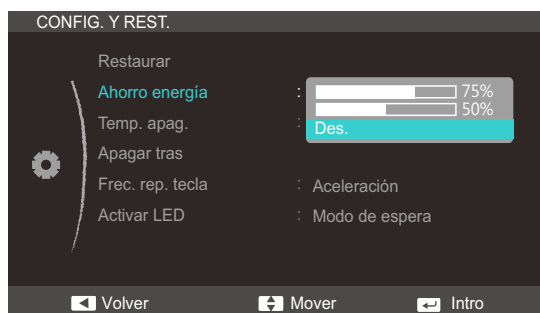 CONFIG. Y REST.
Restaurar
Ahorro energía : 75%
50%
Temp. apag. : Des.
Apagar tras
Frec. rep. tecla : Aceleración
Activar LED : Modo de espera
Volver Mover Intro